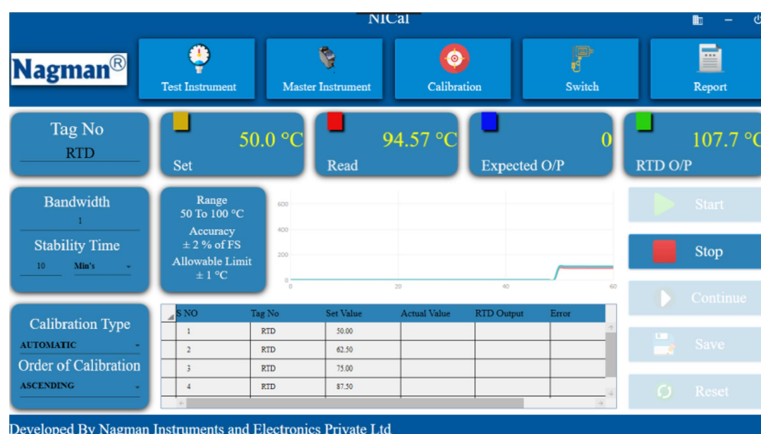 NICal
Nagman®
Test Instrument
Master Instrument
Calibration
Switch
Report
Tag No
RTD
50.0 °C
Set
94.57 °C
Read
0
Expected O/P
107.7 °C
RTD O/P
Bandwidth
1
Stability Time
10 Min's
Range
50 To 100 °C
Accuracy
± 2 % of FS
Allowable Limit
± 1 °C
600
400
200
0
0 20 40 60
Start
Stop
Continue
Save
Reset
Calibration Type
AUTOMATIC
Order of Calibration
ASCENDING
S NO Tag No Set Value Actual Value RTD Output Error
1 RTD 50.00
2 RTD 62.50
3 RTD 75.00
4 RTD 87.50
Developed By Nagman Instruments and Electronics Private Ltd